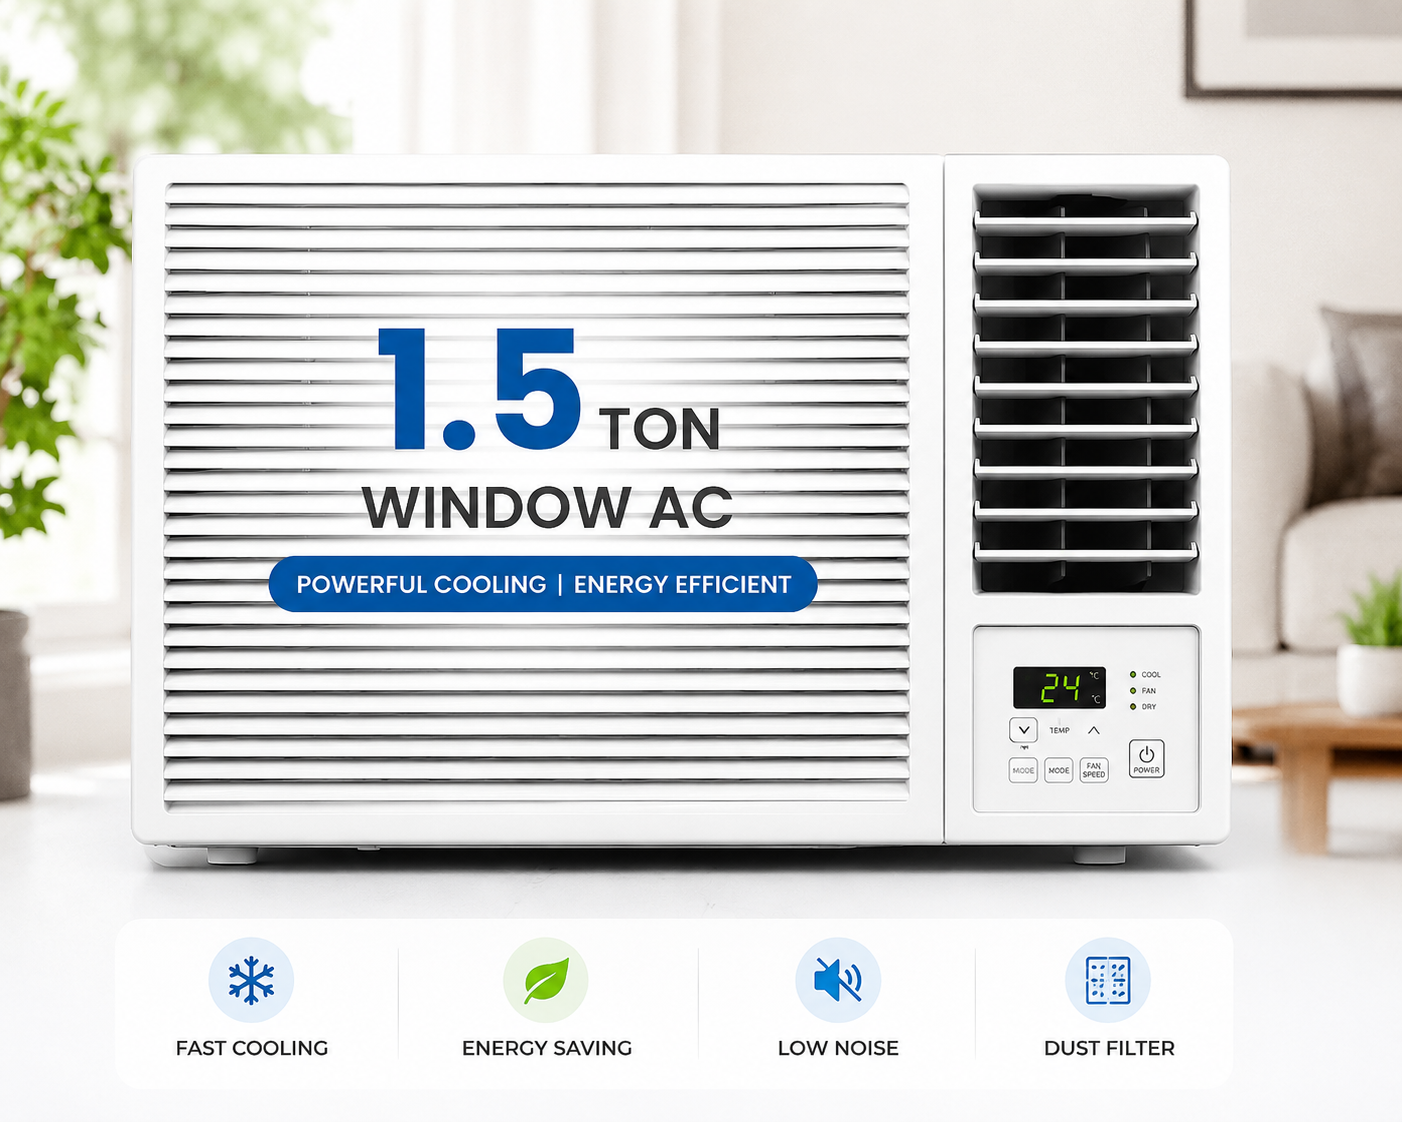 1.5 TON
WINDOW AC
POWERFUL COOLING | ENERGY EFFICIENT
24 °C
°C
COOL
FAN
DRY
TEMP
MODE
MODE
FAN
SPEED
POWER
FAST COOLING
ENERGY SAVING
LOW NOISE
DUST FILTER